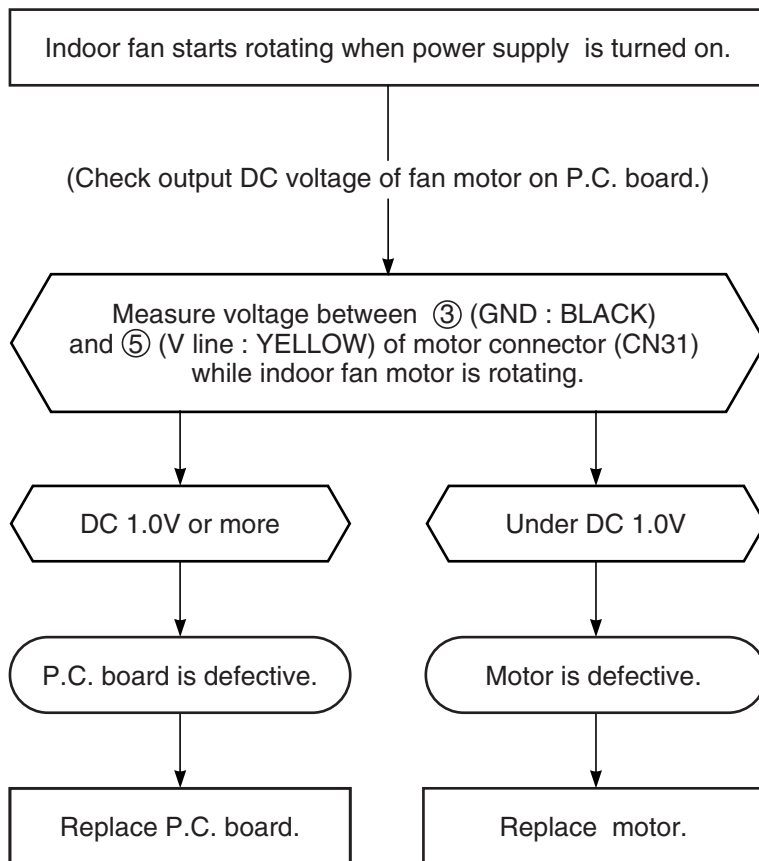 Indoor fan starts rotating when power supply is turned on.
(Check output DC voltage of fan motor on P.C. board.)
Measure voltage between ③ (GND : BLACK)
and ⑤ (V line : YELLOW) of motor connector (CN31)
while indoor fan motor is rotating.
DC 1.0V or more
Under DC 1.0V
P.C. board is defective.
Motor is defective.
Replace P.C. board.
Replace motor.